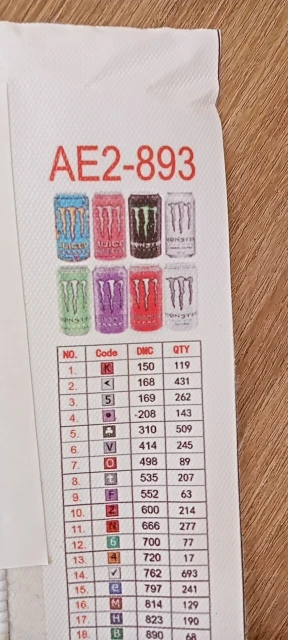 AE2-893
MONSTER
NO. Code DMC QTY
1. K 150 119
2. < 168 431
3. 5 169 262
4. 208 143
5. 310 509
6. V 414 245
7. O 498 89
8. t 535 207
9. F 552 63
10. Z 600 214
11. 666 277
12. 6 700 77
13. 4 720 17
14. ✓ 762 693
15. e 797 241
16. M 814 129
17. H 823 190
18. B 890 68